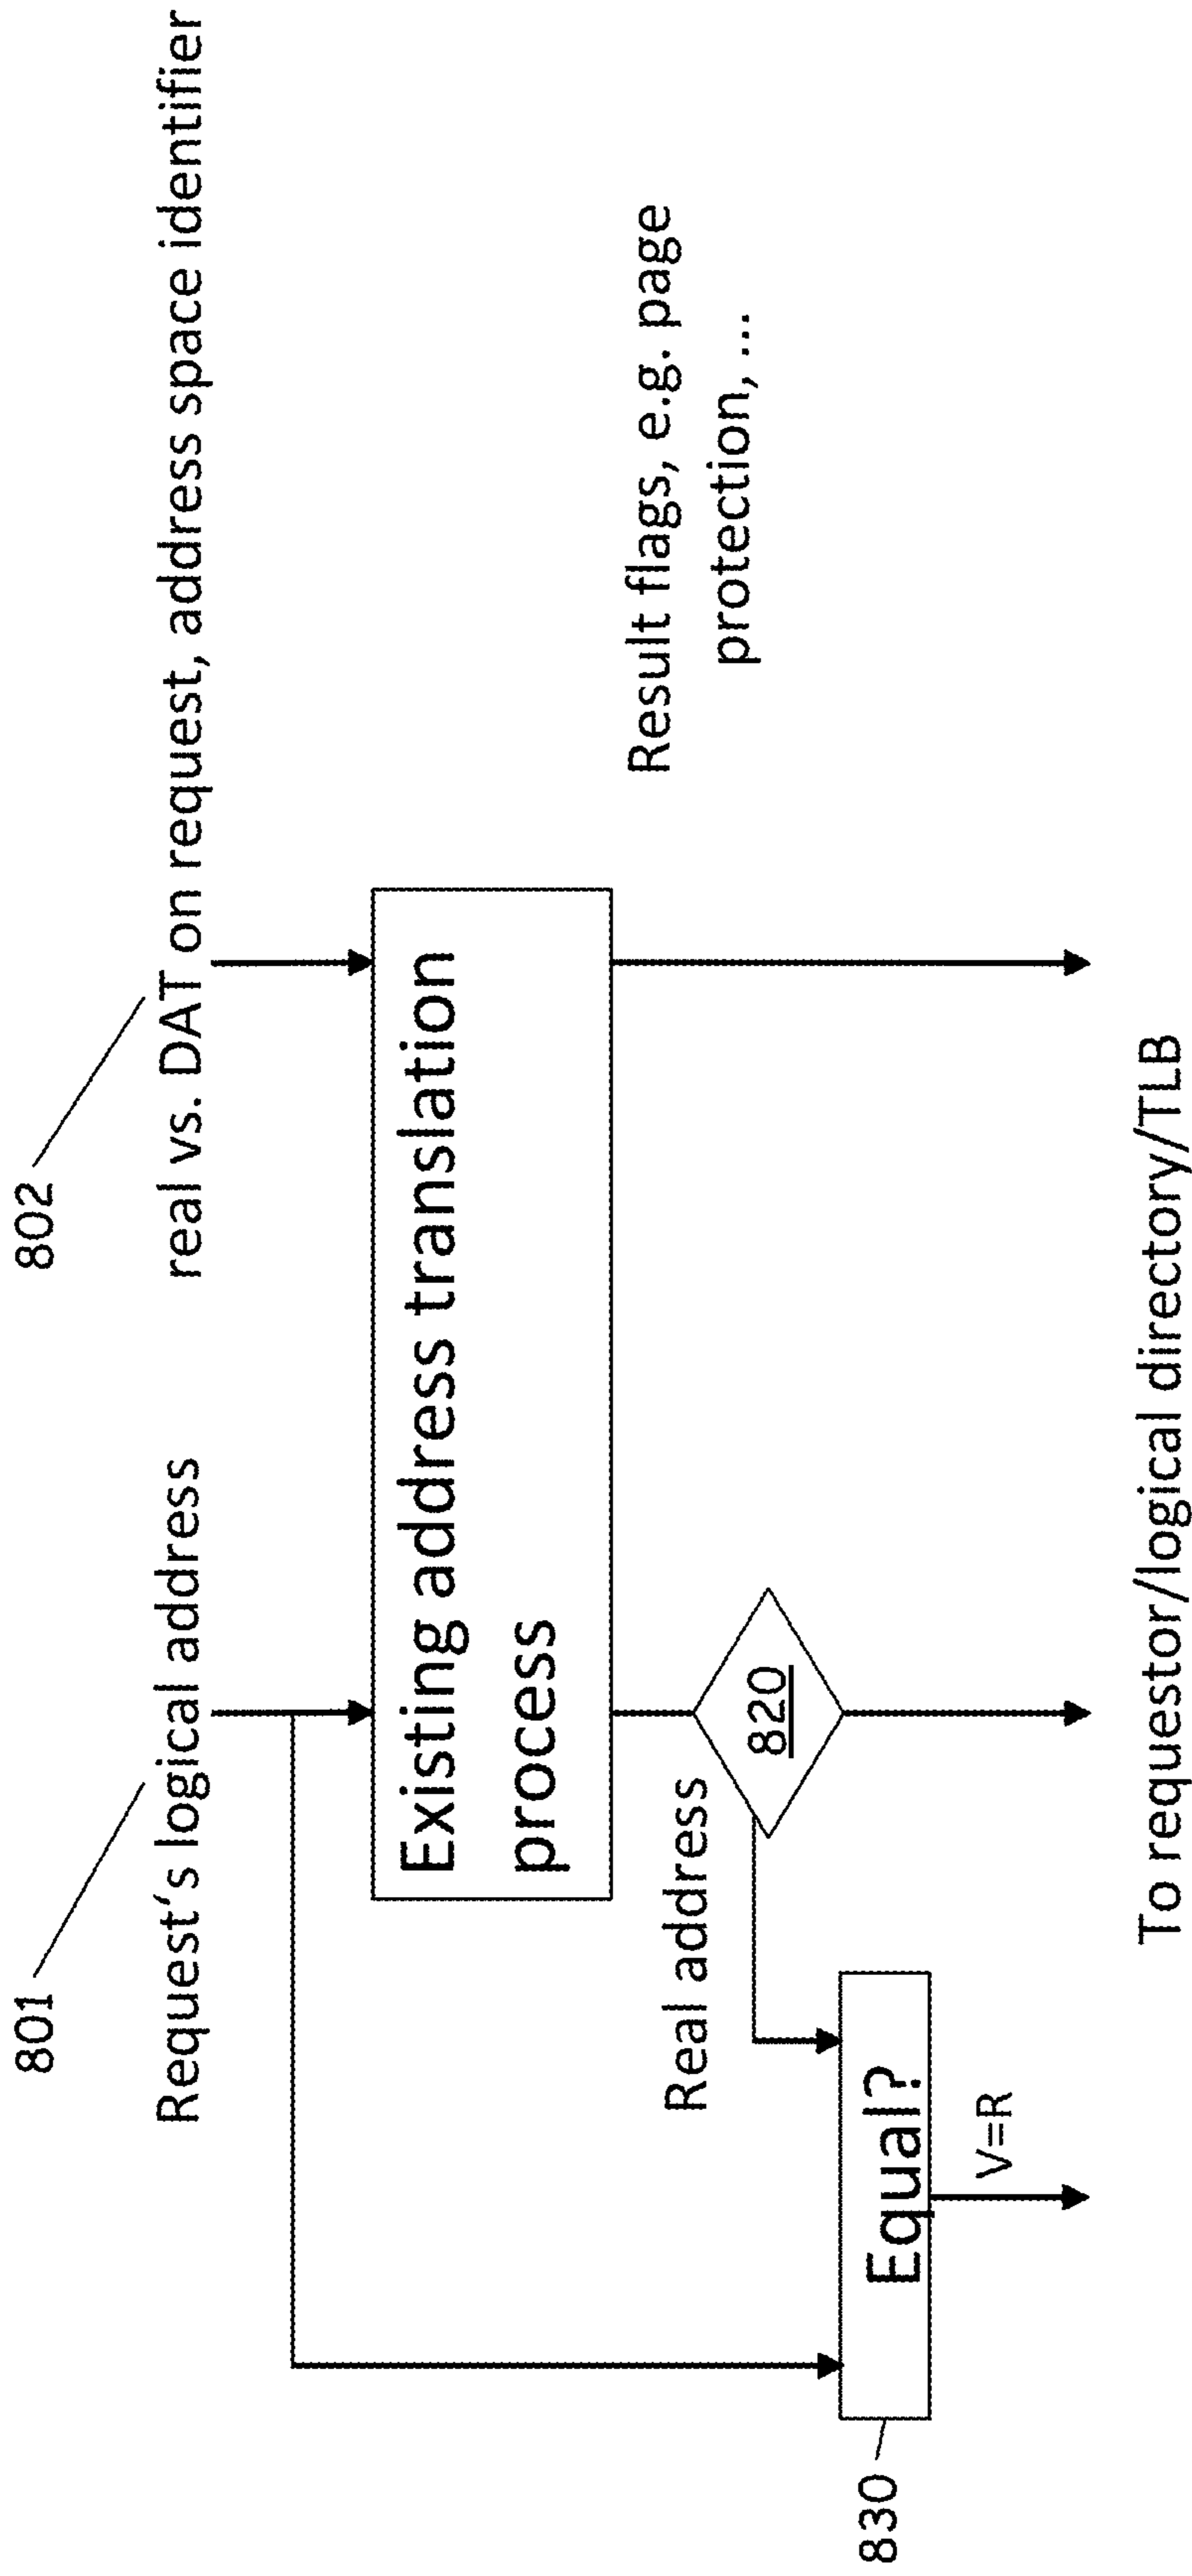 801
802
Request's logical address
real vs. DAT on request, address space identifier
Existing address translation
process
Real address
820
Result flags, e.g. page
protection, ...
830
Equal?
V=R
To requestor/logical directory/TLB